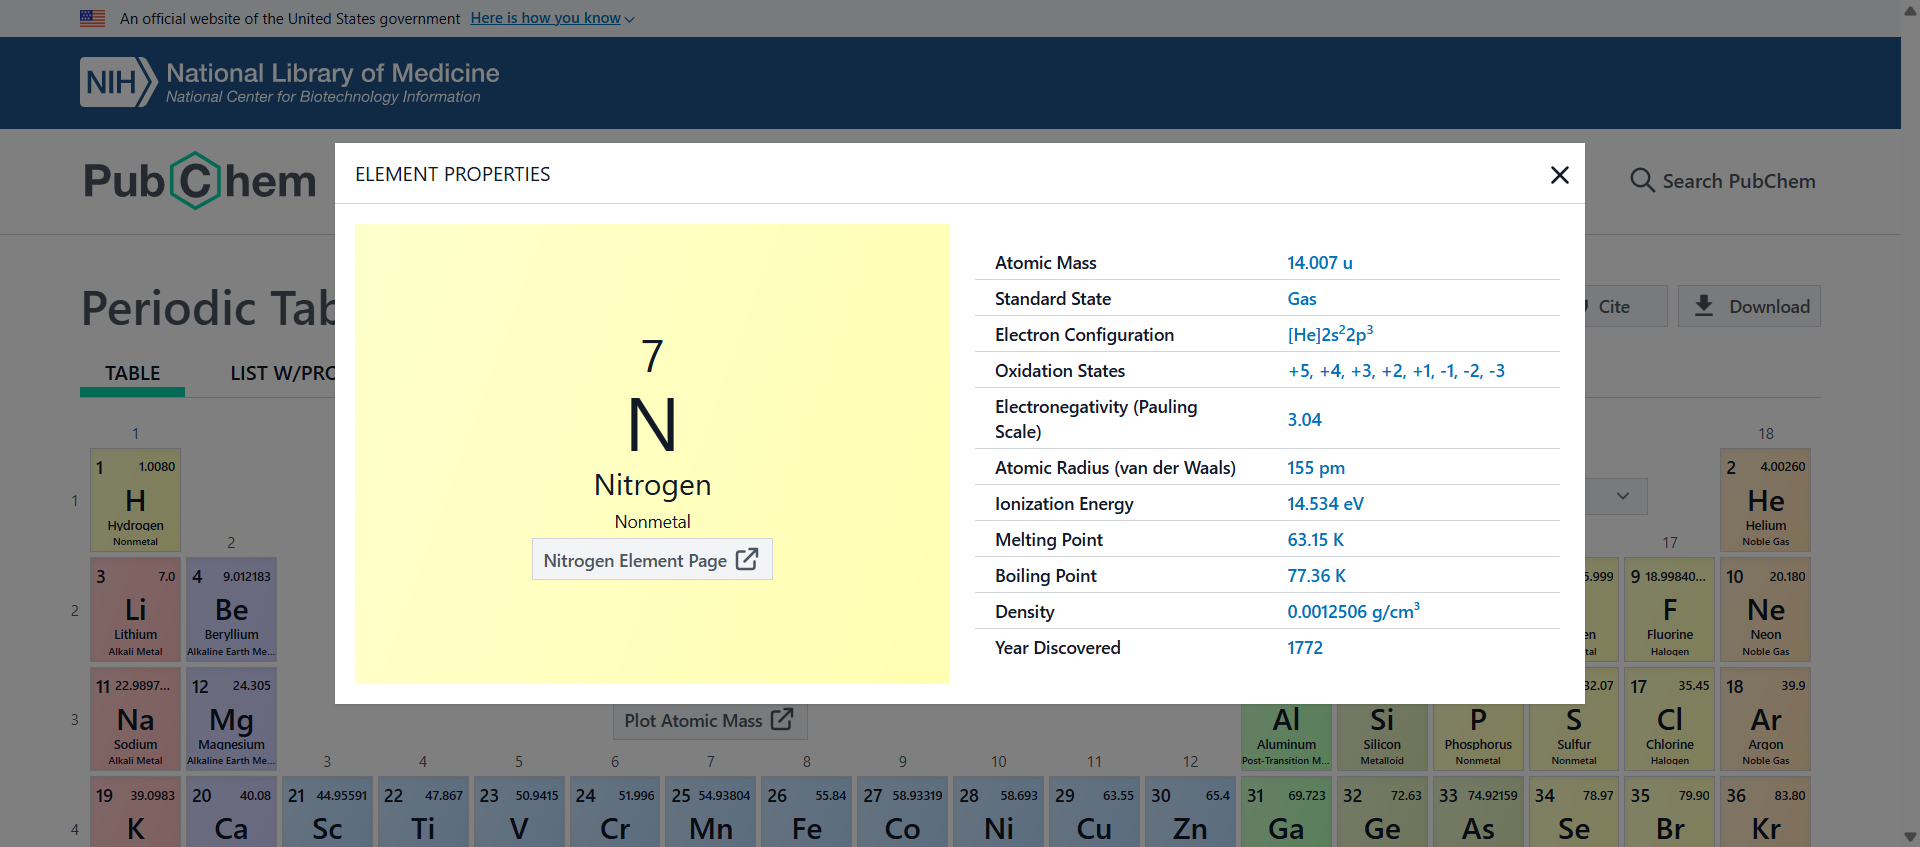 An official website of the United States government Here is how you know
NIH National Library of Medicine
National Center for Biotechnology Information
PubChem
Search PubChem
ELEMENT PROPERTIES
7
N
Nitrogen
Nonmetal
Nitrogen Element Page
Atomic Mass 14.007 u
Standard State Gas
Electron Configuration [He]2s²2p³
Oxidation States +5, +4, +3, +2, +1, -1, -2, -3
Electronegativity (Pauling
Scale) 3.04
Atomic Radius (van der Waals) 155 pm
Ionization Energy 14.534 eV
Melting Point 63.15 K
Boiling Point 77.36 K
Density 0.0012506 g/cm³
Year Discovered 1772
Periodic Tab
Cite Download
TABLE LIST W/PRO
1 18
1
1 1.0080
H
Hydrogen
Nonmetal
2 4.00260
He
Helium
Noble Gas
2 17
2
3 7.0
Li
Lithium
Alkali Metal
4 9.012183
Be
Beryllium
Alkaline Earth Me...
5.999
en
tal
9 18.99840...
F
Fluorine
Halogen
10 20.180
Ne
Neon
Noble Gas
3
11 22.9897...
Na
Sodium
Alkali Metal
12 24.305
Mg
Magnesium
Alkaline Earth Me...
Plot Atomic Mass
Al
Aluminum
Post-Transition M...
Si
Silicon
Metalloid
P
Phosphorus
Nonmetal
32.07
S
Sulfur
Nonmetal
17 35.45
Cl
Chlorine
Halogen
18 39.9
Ar
Argon
Noble Gas
3 4 5 6 7 8 9 10 11 12
4
19 39.0983
K
20 40.08
Ca
21 44.95591
Sc
22 47.867
Ti
23 50.9415
V
24 51.996
Cr
25 54.93804
Mn
26 55.84
Fe
27 58.93319
Co
28 58.693
Ni
29 63.55
Cu
30 65.4
Zn
31 69.723
Ga
32 72.63
Ge
33 74.92159
As
34 78.97
Se
35 79.90
Br
36 83.80
Kr